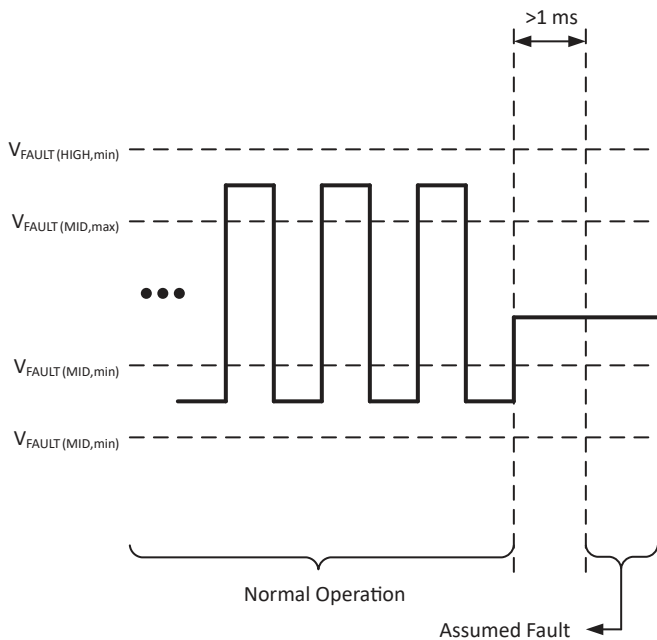 >1 ms
VFAULT(HIGH,min)
VFAULT(MID,max)
VFAULT(MID,min)
VFAULT(MID,min)
Normal Operation
Assumed Fault